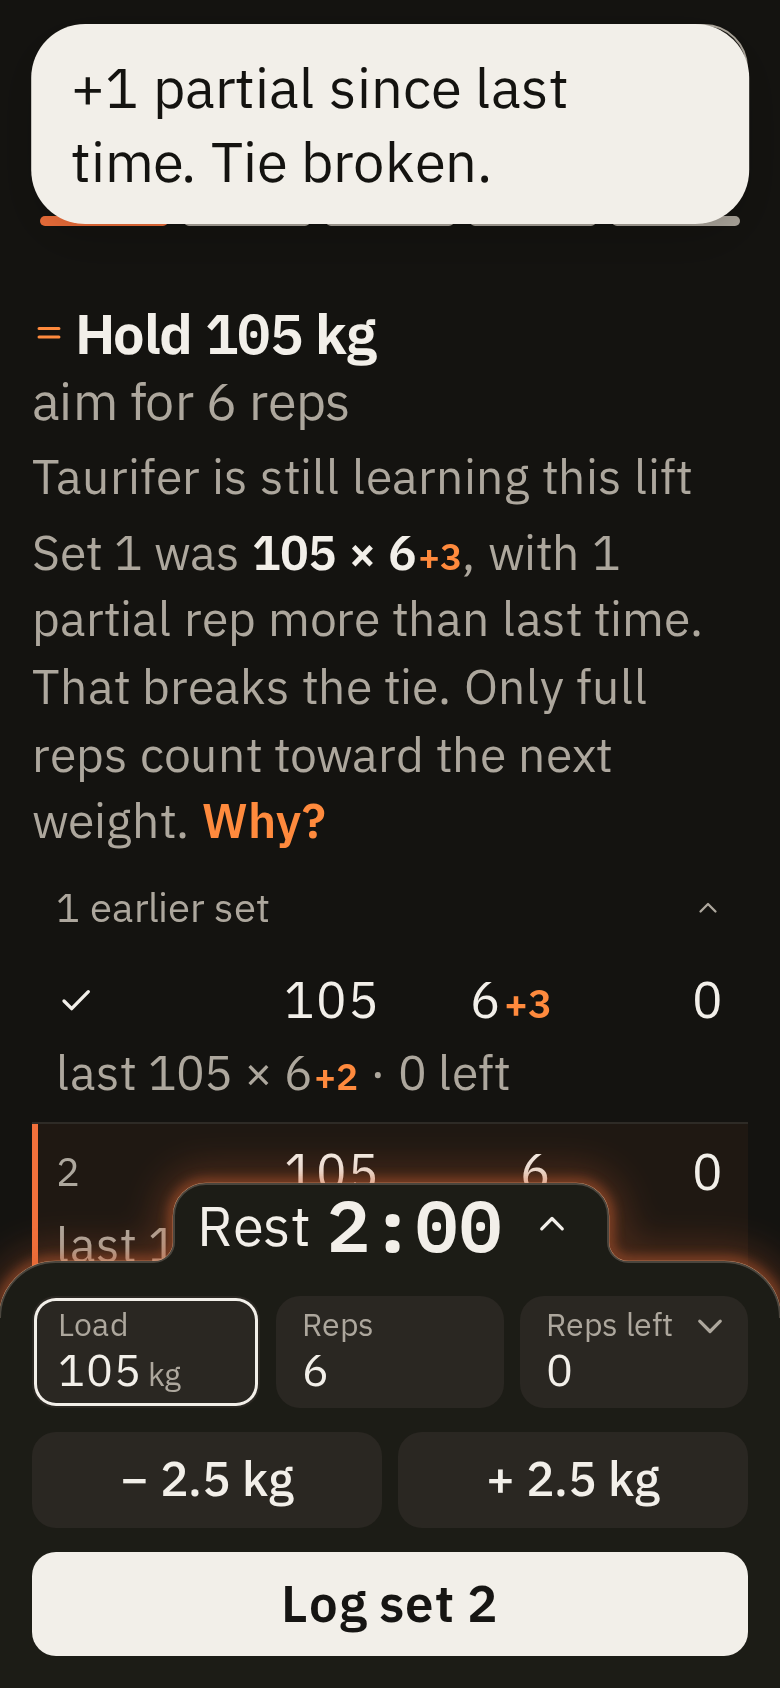 +1 partial since last
time. Tie broken.
= Hold 105 kg
aim for 6 reps
Taurifer is still learning this lift
Set 1 was 105 × 6+3, with 1
partial rep more than last time.
That breaks the tie. Only full
reps count toward the next
weight. Why?
1 earlier set
105 6+3 0
last 105 × 6+2 · 0 left
2 105 6 0
last 1
Rest 2:00
Load Reps Reps left
105 kg 6 0
− 2.5 kg + 2.5 kg
Log set 2